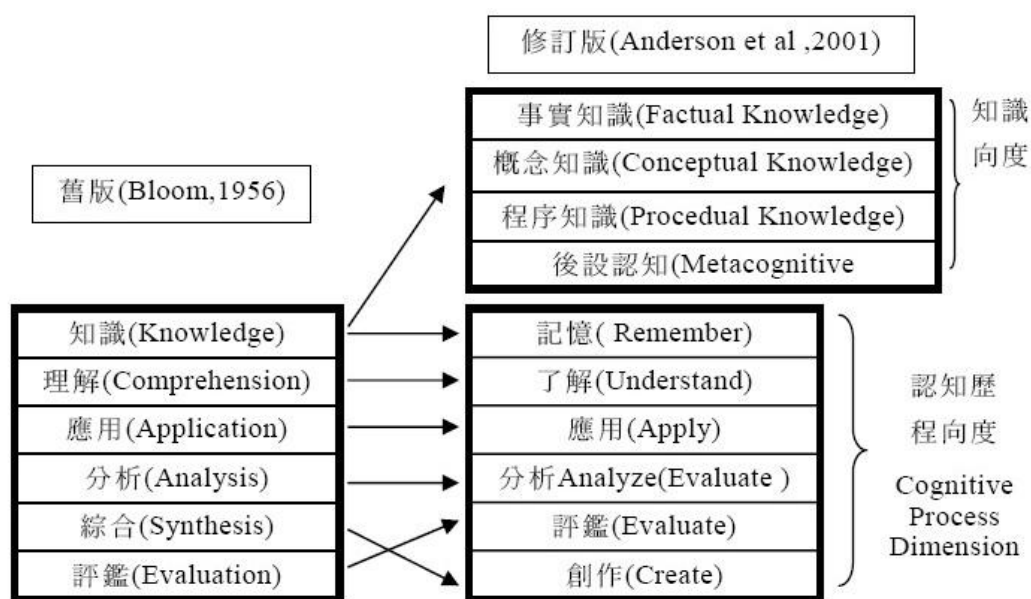 修訂版(Anderson et al ,2001)
事實知識(Factual Knowledge)
概念知識(Conceptual Knowledge)
程序知識(Procedual Knowledge)
後設認知(Metacognitive
知識
向度
舊版(Bloom,1956)
知識(Knowledge)
理解(Comprehension)
應用(Application)
分析(Analysis)
綜合(Synthesis)
評鑑(Evaluation)
記憶( Remember)
了解(Understand)
應用(Apply)
分析Analyze(Evaluate )
評鑑(Evaluate)
創作(Create)
認知歷
程向度
Cognitive
Process
Dimension